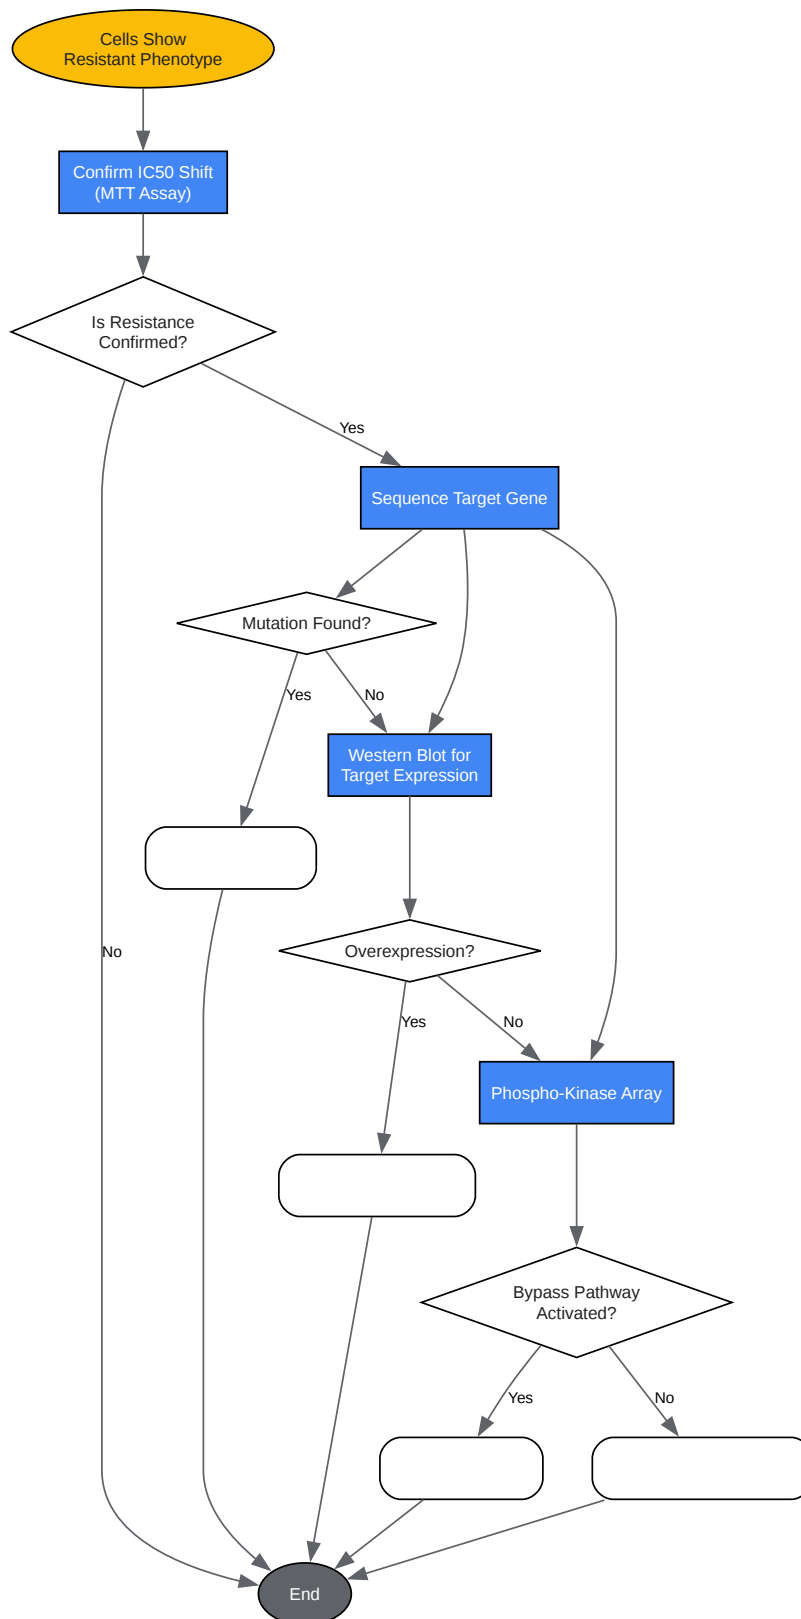 Cells Show
Resistant Phenotype
Confirm IC50 Shift
(MTT Assay)
Is Resistance
Confirmed?
Yes
Sequence Target Gene
Mutation Found?
Yes
No
Western Blot for
Target Expression
No
Overexpression?
Yes
No
Phospho-Kinase Array
Bypass Pathway
Activated?
Yes
No
End